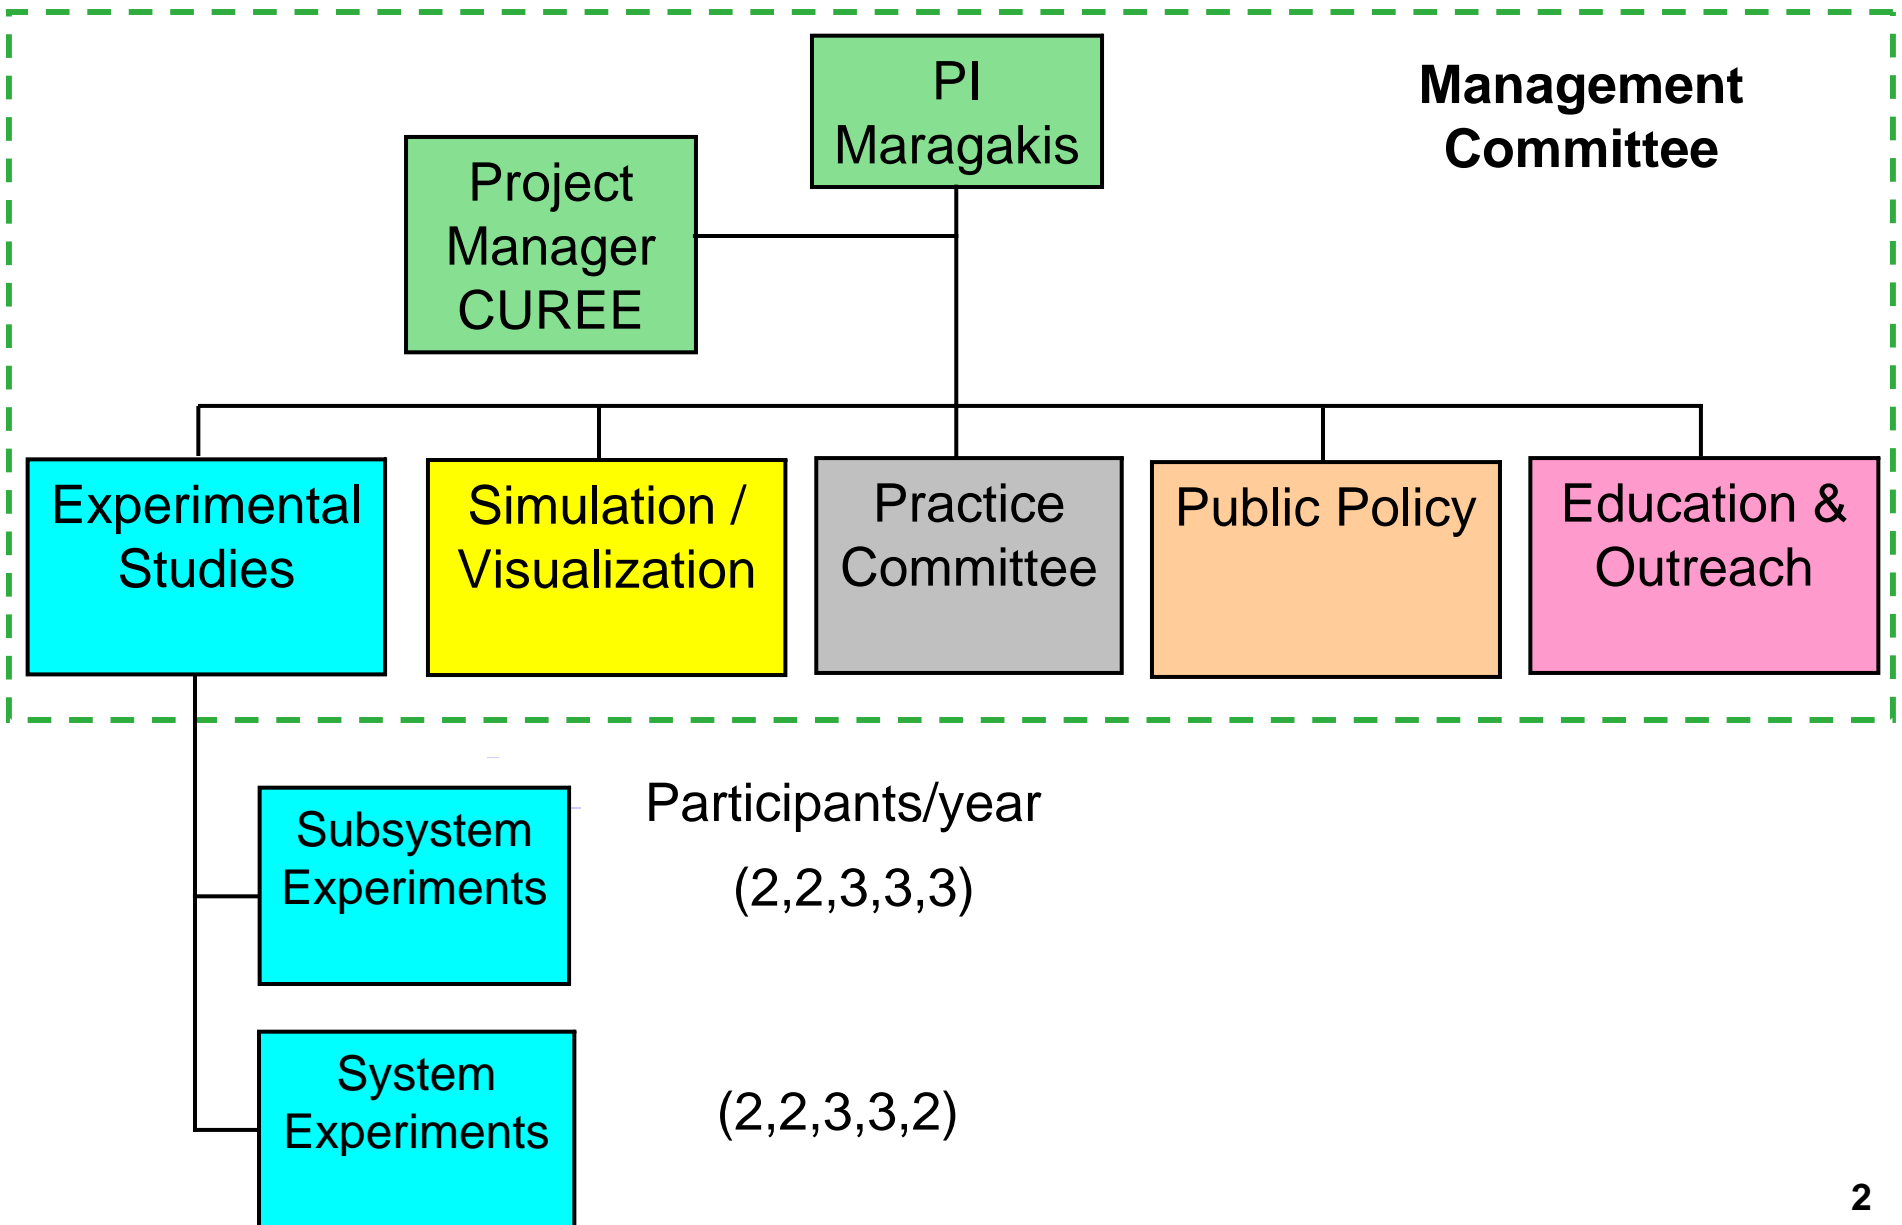 PI
Maragakis
Management
Committee
Project
Manager
CUREE
Experimental
Studies
Simulation /
Visualization
Practice
Committee
Public Policy
Education &
Outreach
Subsystem
Experiments
Participants/year
(2,2,3,3,3)
System
Experiments
(2,2,3,3,2)
2